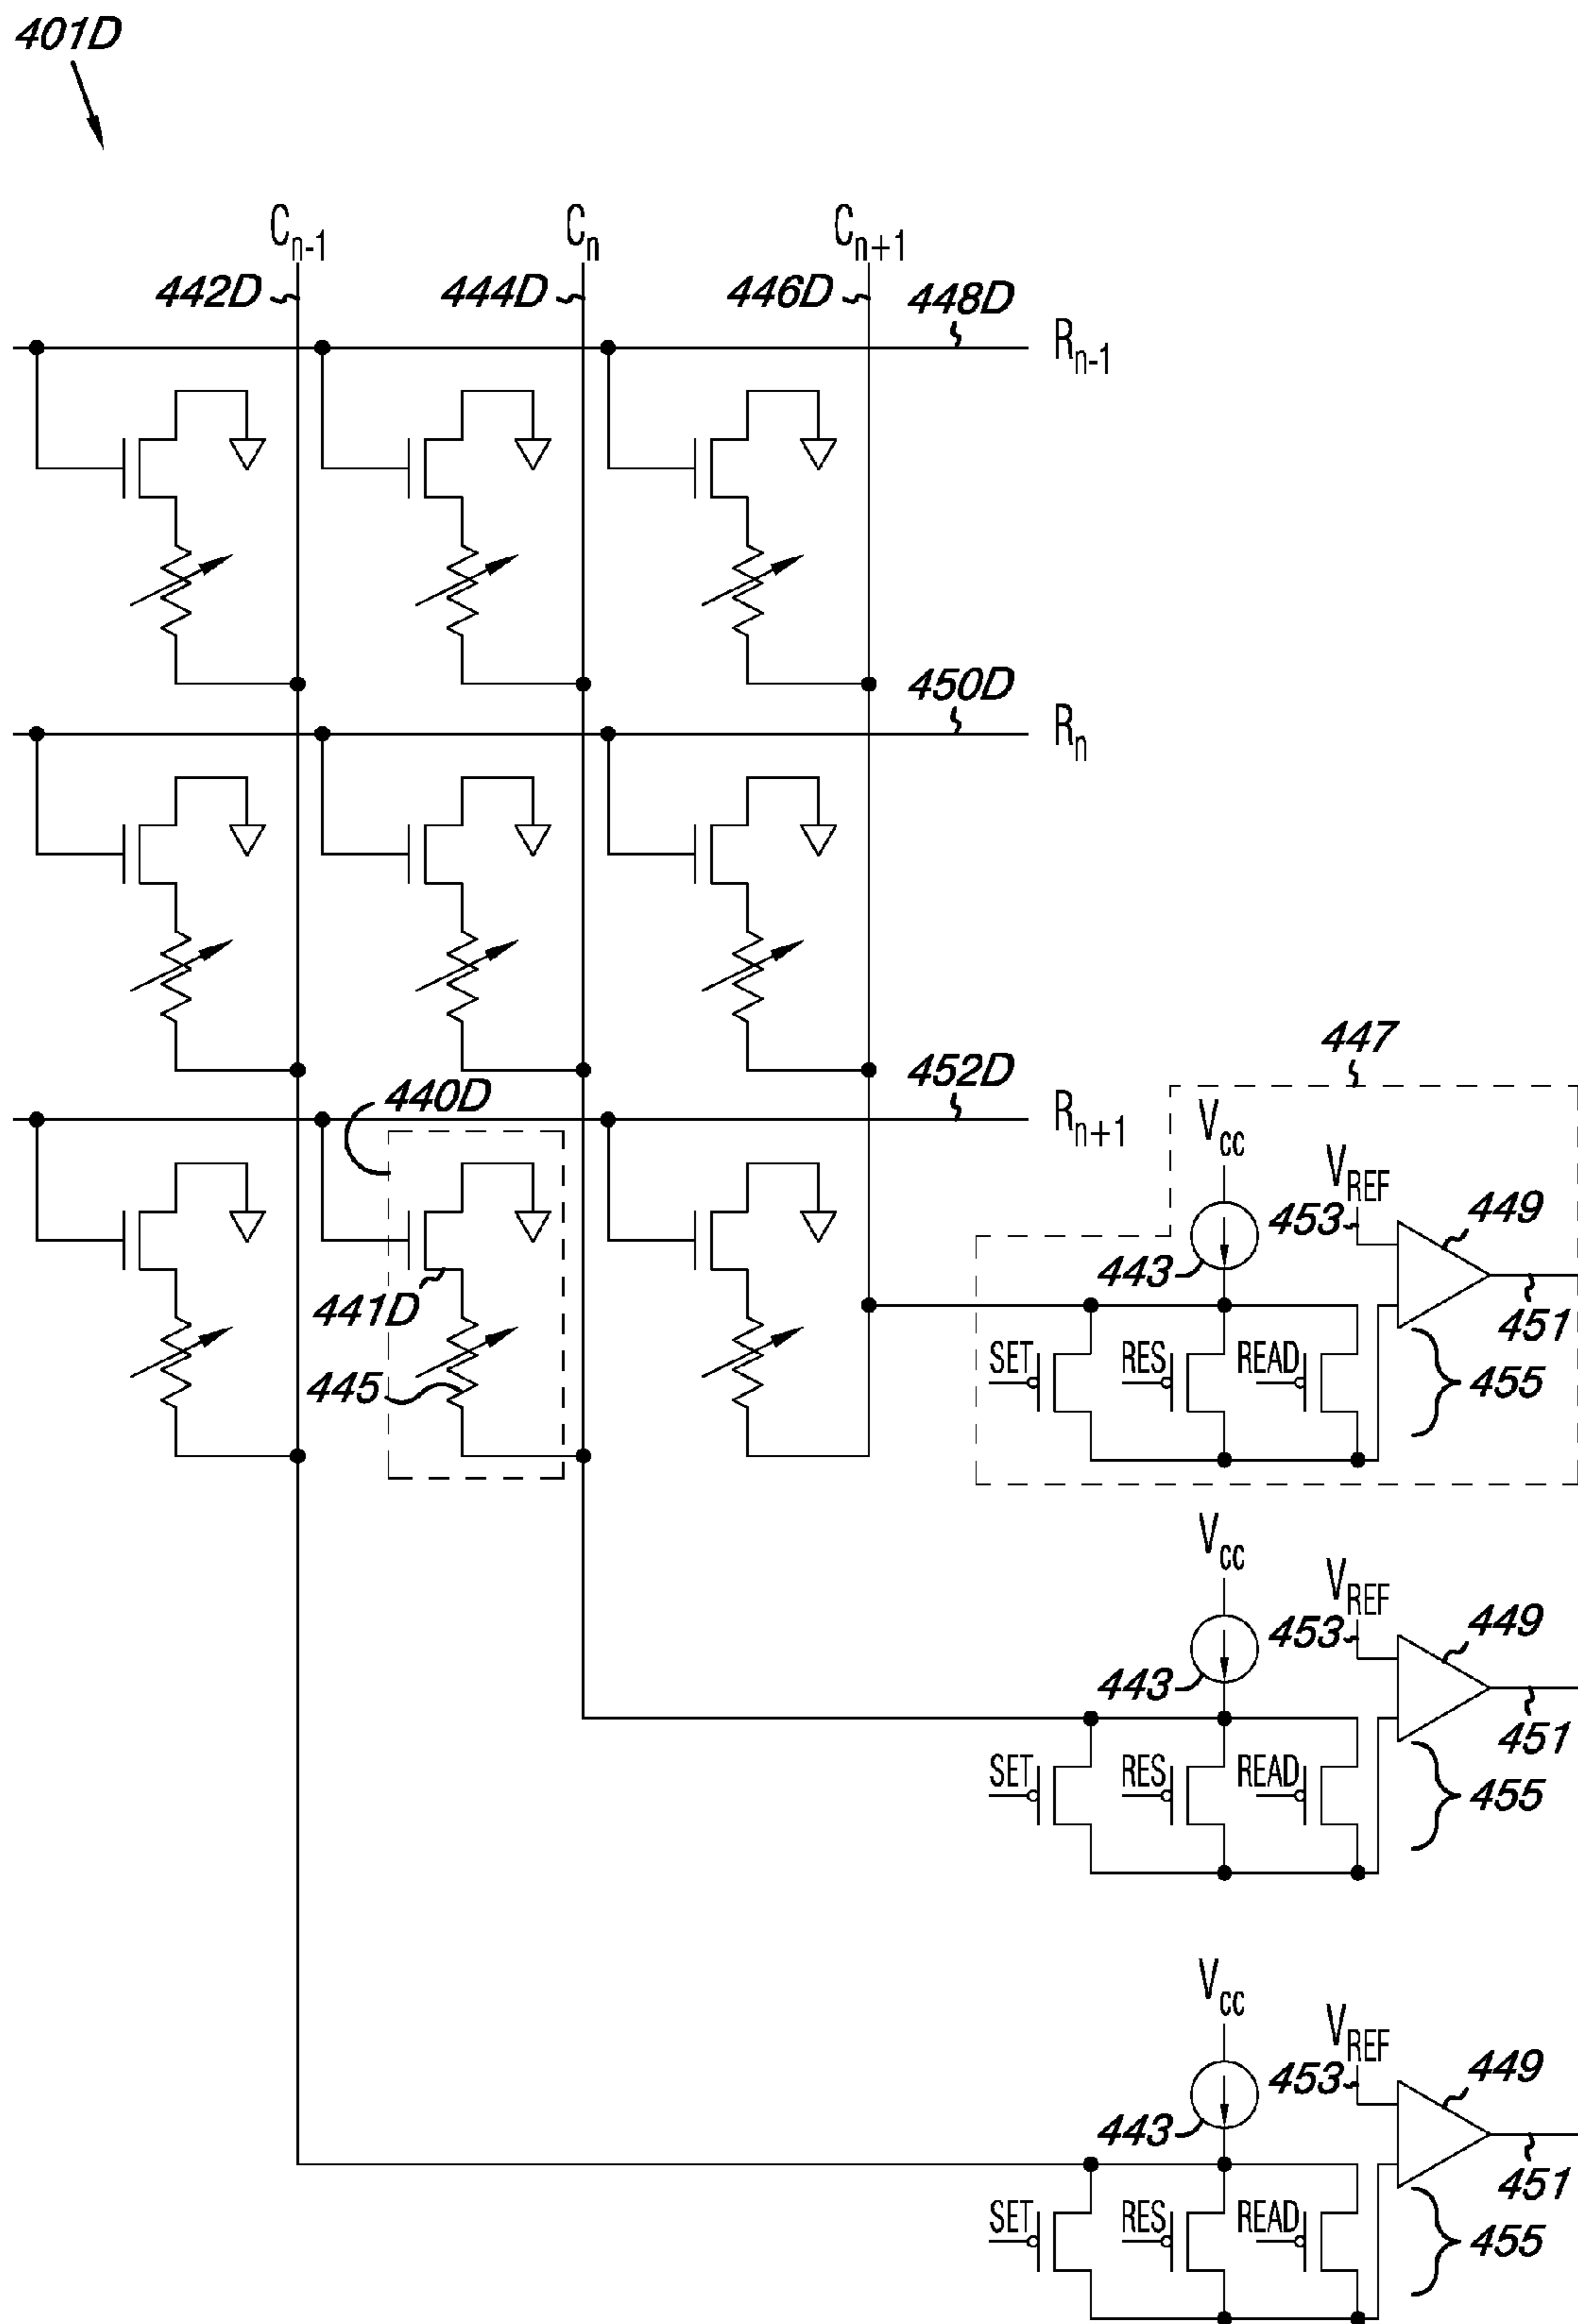 401D
Cn-1 Cn Cn+1
442D 444D 446D 448D
Rn-1
450D
Rn
447
440D 452D
Rn+1 Vcc
VREF
453 449
443
441D 451
SET RES READ
445 455
Vcc
VREF
453 449
443
451
SET RES READ
455
Vcc
VREF
453 449
443
451
SET RES READ
455